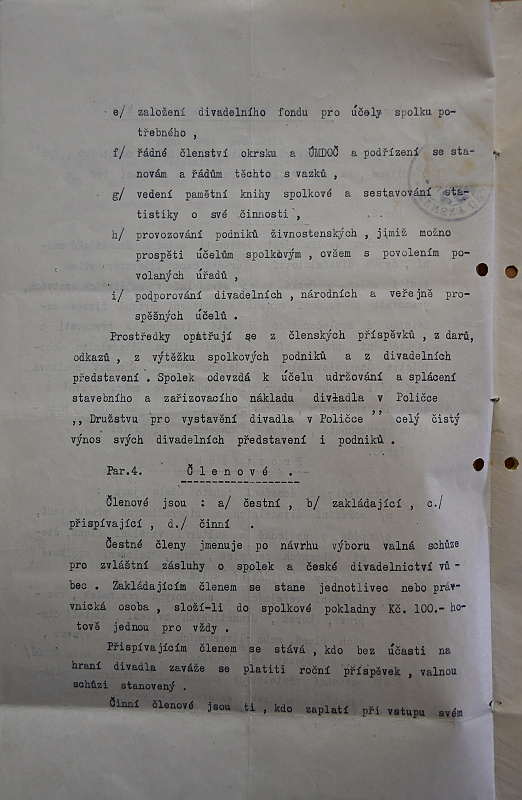 e/ založení divadelního fondu pro účely spolku po-
třebného ,
f/ řádné členství okrsku a ÚMDOČ a podřízení se sta-
novám a řádům těchto svazků ,
g/ vedení pamětní knihy spolkové a sestavování sta-
tistiky o své činnosti ,
h/ provozování podniků živnostenských , jimiž možno
prospěti účelům spolkovým , ovšem s povolením po-
volaných úřadů ,
i/ podporování divadelních , národních a veřejně pro-
spěšných účelů .
Prostředky opatřují se z členských příspěvků , z darů,
odkazů , z výtěžku spolkových podniků a z divadelních
představení . Spolek odevzdá k účelu udržování a splácení
stavebního a zařizovacího nákladu divladla v Poličce
,, Družstvu pro vystavění divadla v Poličce '' celý čistý
výnos svých divadelních představení i podniků .
Par.4. Č l e n o v é .
Členové jsou : a/ čestní , b/ zakládající , c./
přispívající , d./ činní .
Čestné členy jmenuje po návrhu výboru valná schůze
pro zvláštní zásluhy o spolek a české divadelnictví vů -
bec . Zakládajícím členem se stane jednotlivec nebo práv-
vnická osoba , složí-li do spolkové pokladny Kč. 100.- ho-
tově jednou pro vždy .
Přispívajícím členem se stává , kdo bez účasti na
hraní divadla zaváže se platiti roční příspěvek , valnou
schůzí stanovený .
Činní členové jsou ti , kdo zaplatí při vstupu svém